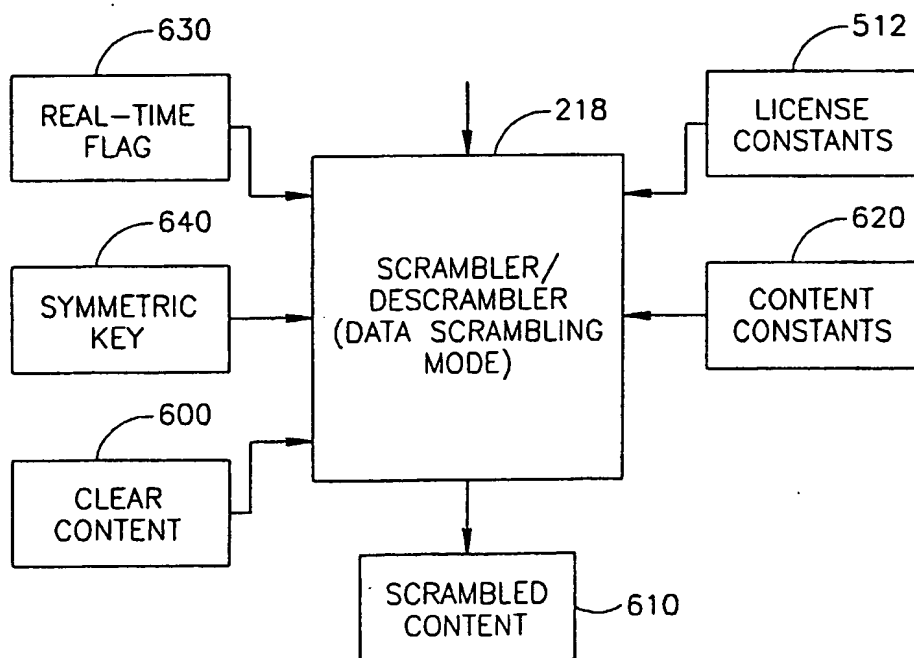 630
REAL-TIME
FLAG
512
LICENSE
CONSTANTS
218
640
SYMMETRIC
KEY
SCRAMBLER/
DESCRAMBLER
(DATA SCRAMBLING
MODE)
620
CONTENT
CONSTANTS
600
CLEAR
CONTENT
SCRAMBLED
CONTENT
610